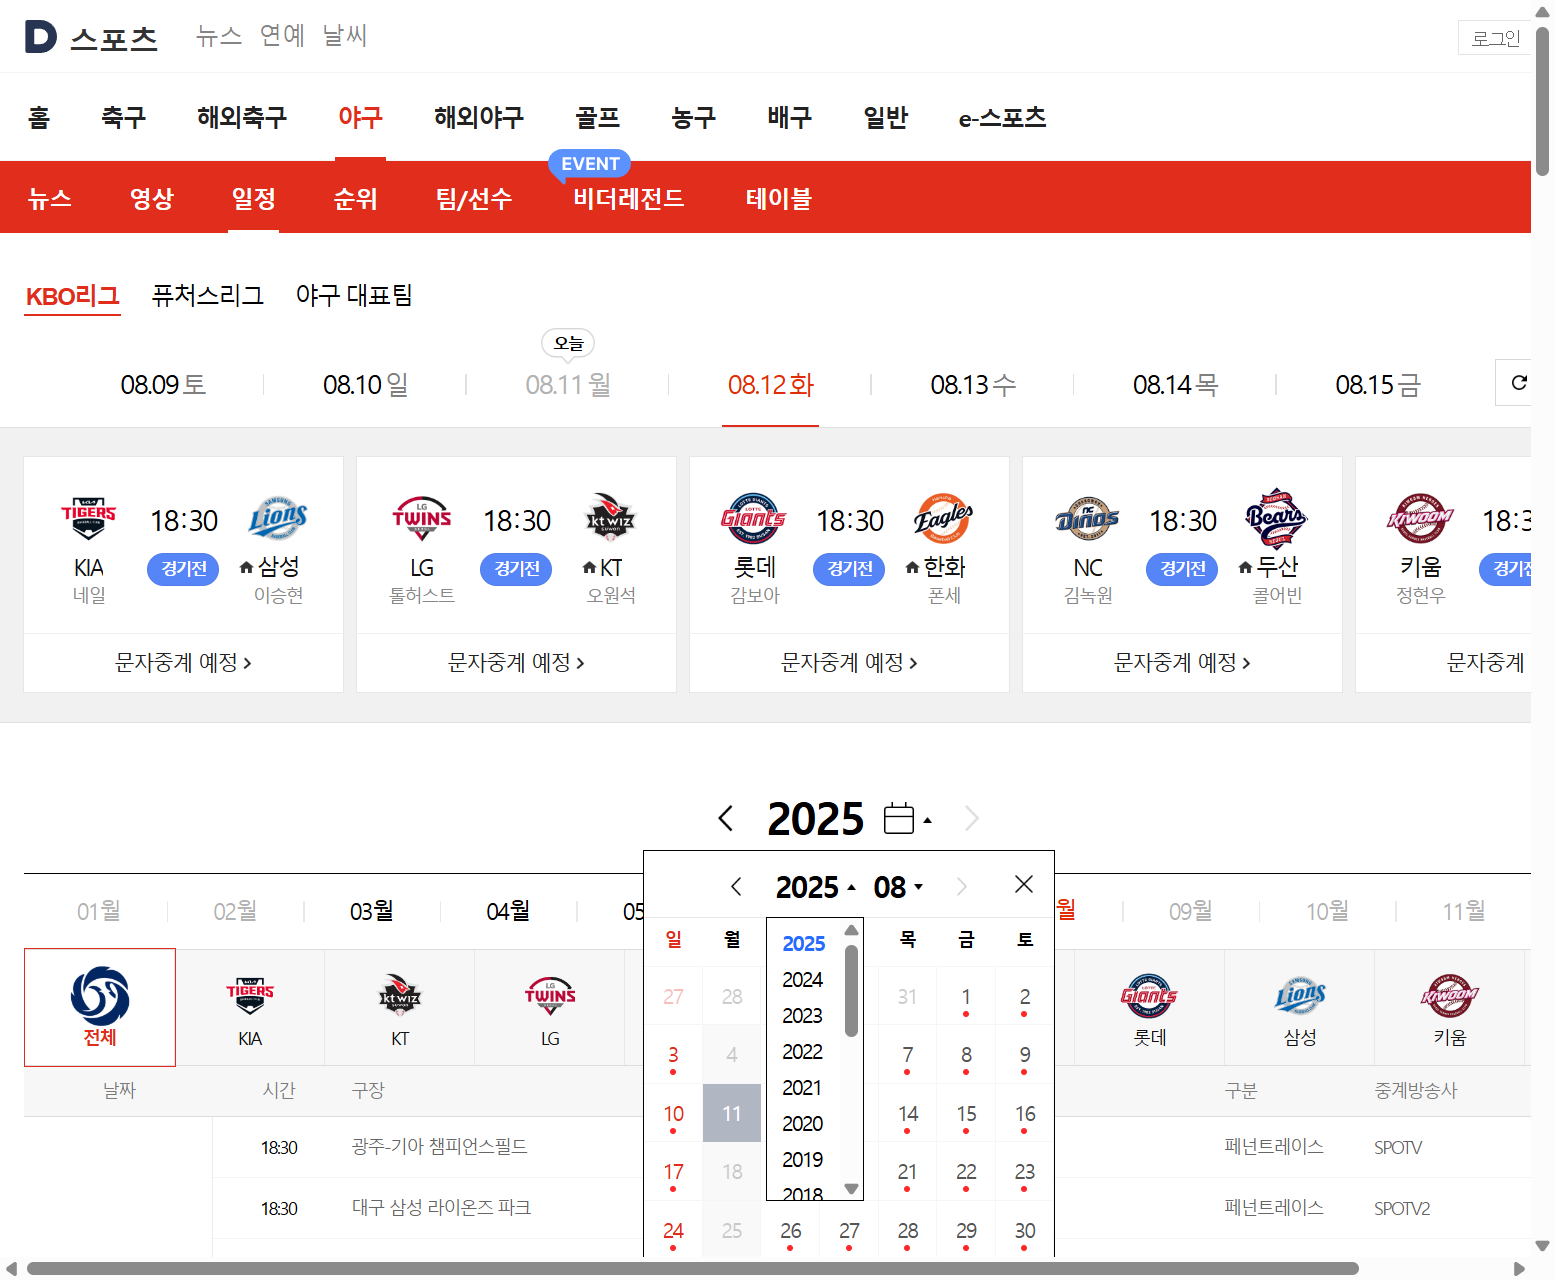 D 스포츠 뉴스 연예 날씨
로그인
홈 축구 해외축구 야구 해외야구 골프 농구 배구 일반 e-스포츠
EVENT
뉴스 영상 일정 순위 팀/선수 비더레전드 테이블
KBO리그 퓨처스리그 야구 대표팀
오늘
08.09 토 08.10 일 08.11 월 08.12 화 08.13 수 08.14 목 08.15 금
18:30 18:30 18:30 18:30 18:3
KIA 경기전 삼성 LG 경기전 KT 롯데 경기전 한화 NC 경기전 두산 키움 경기전
네일 이승현 톨허스트 오원석 감보아 폰세 김녹원 콜어빈 정현우
문자중계 예정 문자중계 예정 문자중계 예정 문자중계 예정 문자중계
2025
2025 08
01월 02월 03월 04월 05 월 09월 10월 11월
일 월 목 금 토
2025
2024
2023
2022
2021
2020
2019
2018
27 28 31 1 2
3 4 7 8 9
10 11 14 15 16
17 18 21 22 23
24 25 26 27 28 29 30
전체 KIA KT LG 롯데 삼성 키움
날짜 시간 구장 구분 중계방송사
18:30 광주-기아 챔피언스필드 페넌트레이스 SPOTV
18:30 대구 삼성 라이온즈 파크 페넌트레이스 SPOTV2